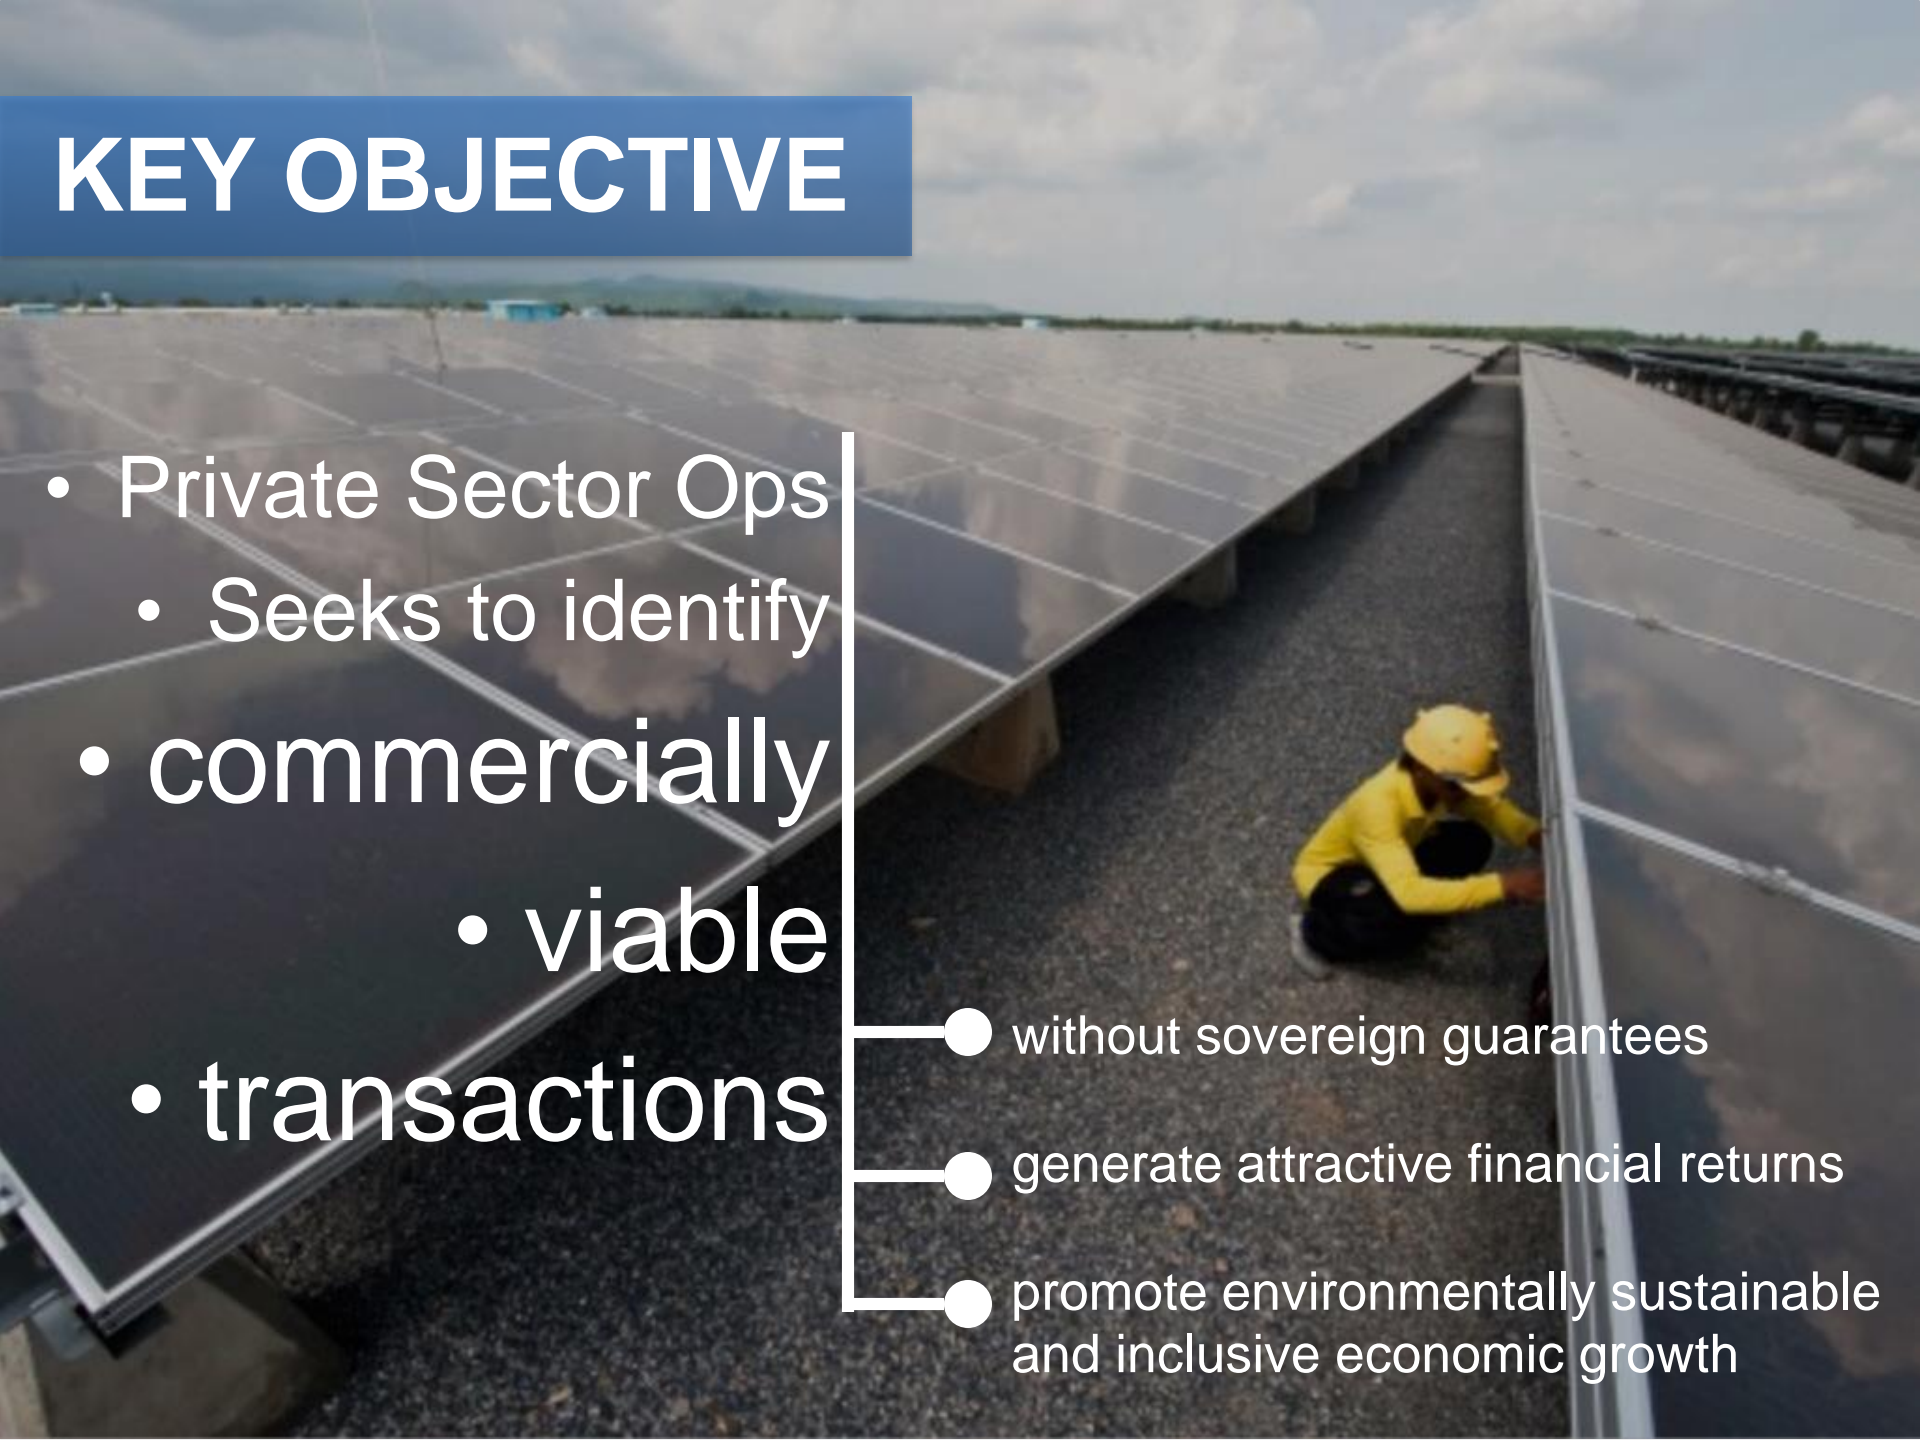 KEY OBJECTIVE
• Private Sector Ops
• Seeks to identify
• commercially
• viable
• transactions
without sovereign guarantees
generate attractive financial returns
promote environmentally sustainable
and inclusive economic growth